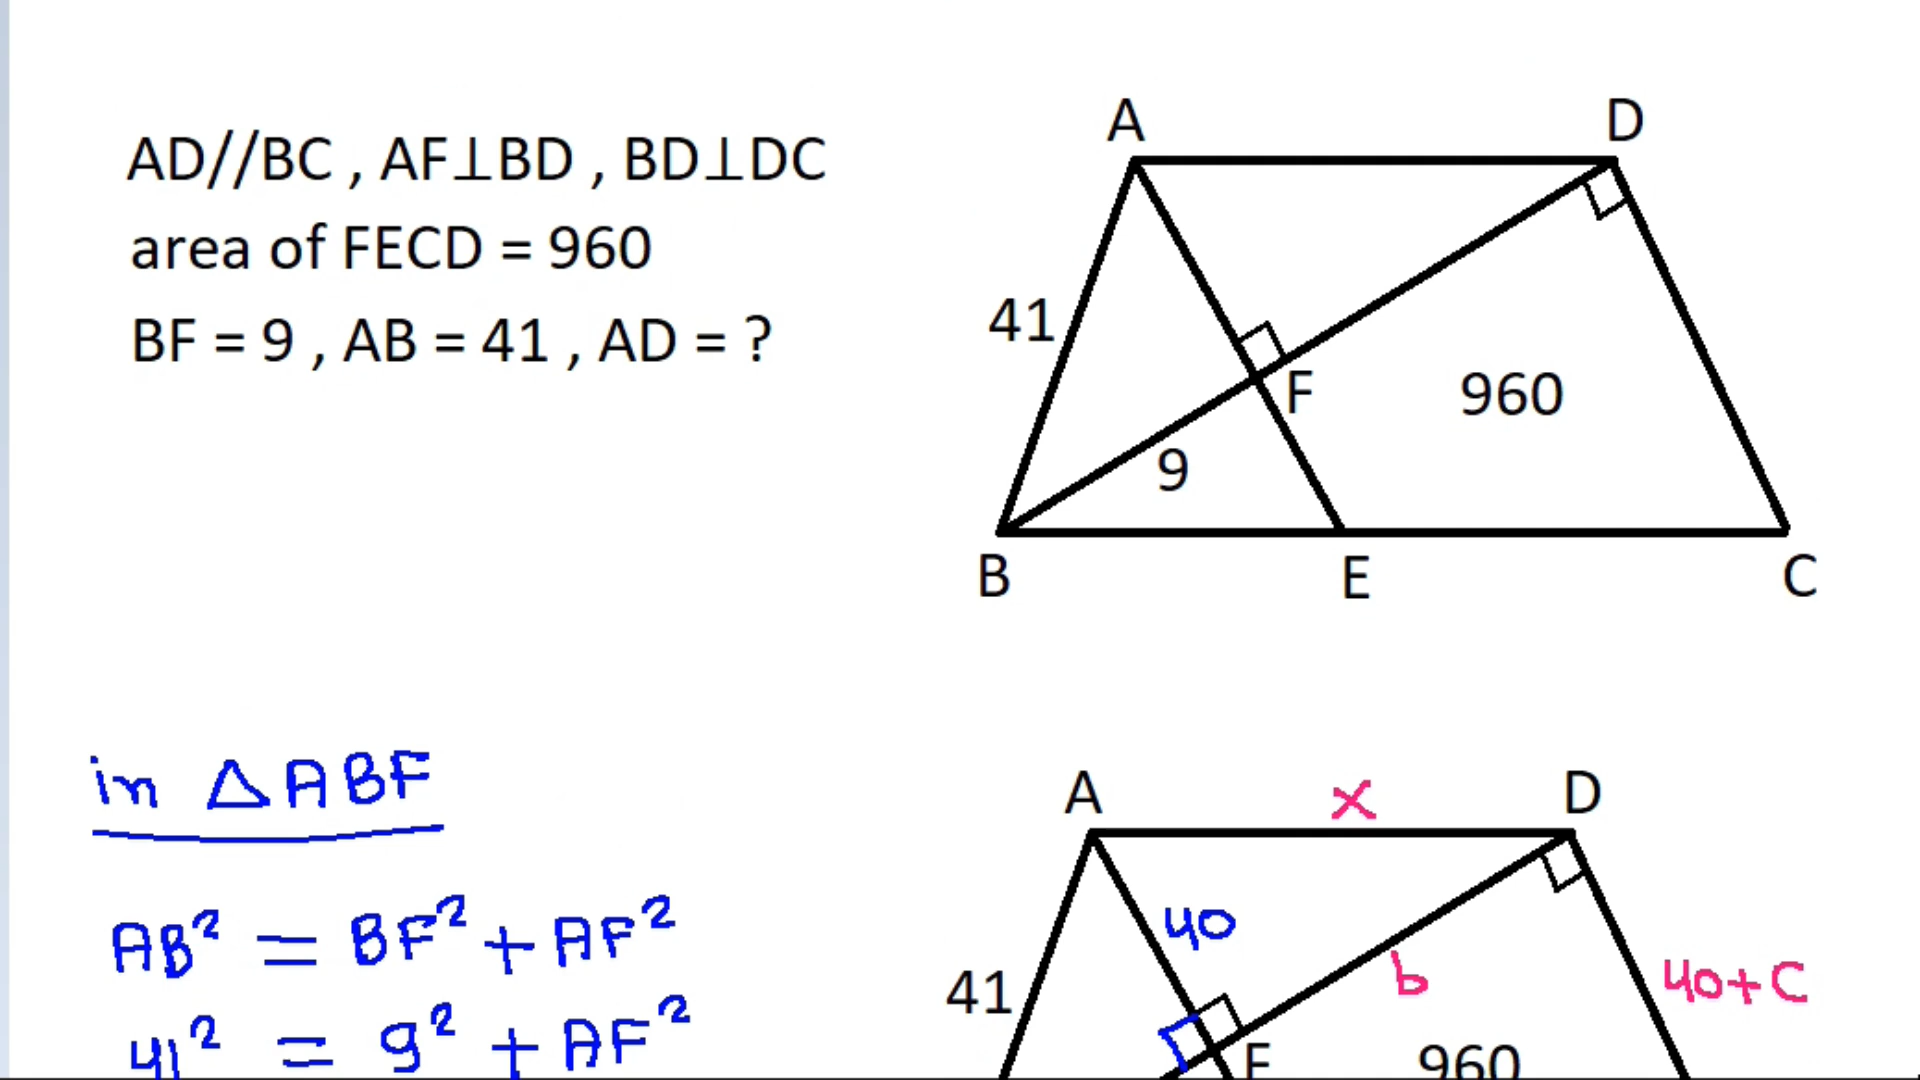 AD//BC , AF⊥BD , BD⊥DC
area of FECD = 960
BF = 9 , AB = 41 , AD = ?
A
D
41
F
960
9
B
E
C
in △ABF
AB² = BF² + AF²
41² = 9² + AF²
A
x
D
40
b
40+C
41
F
960